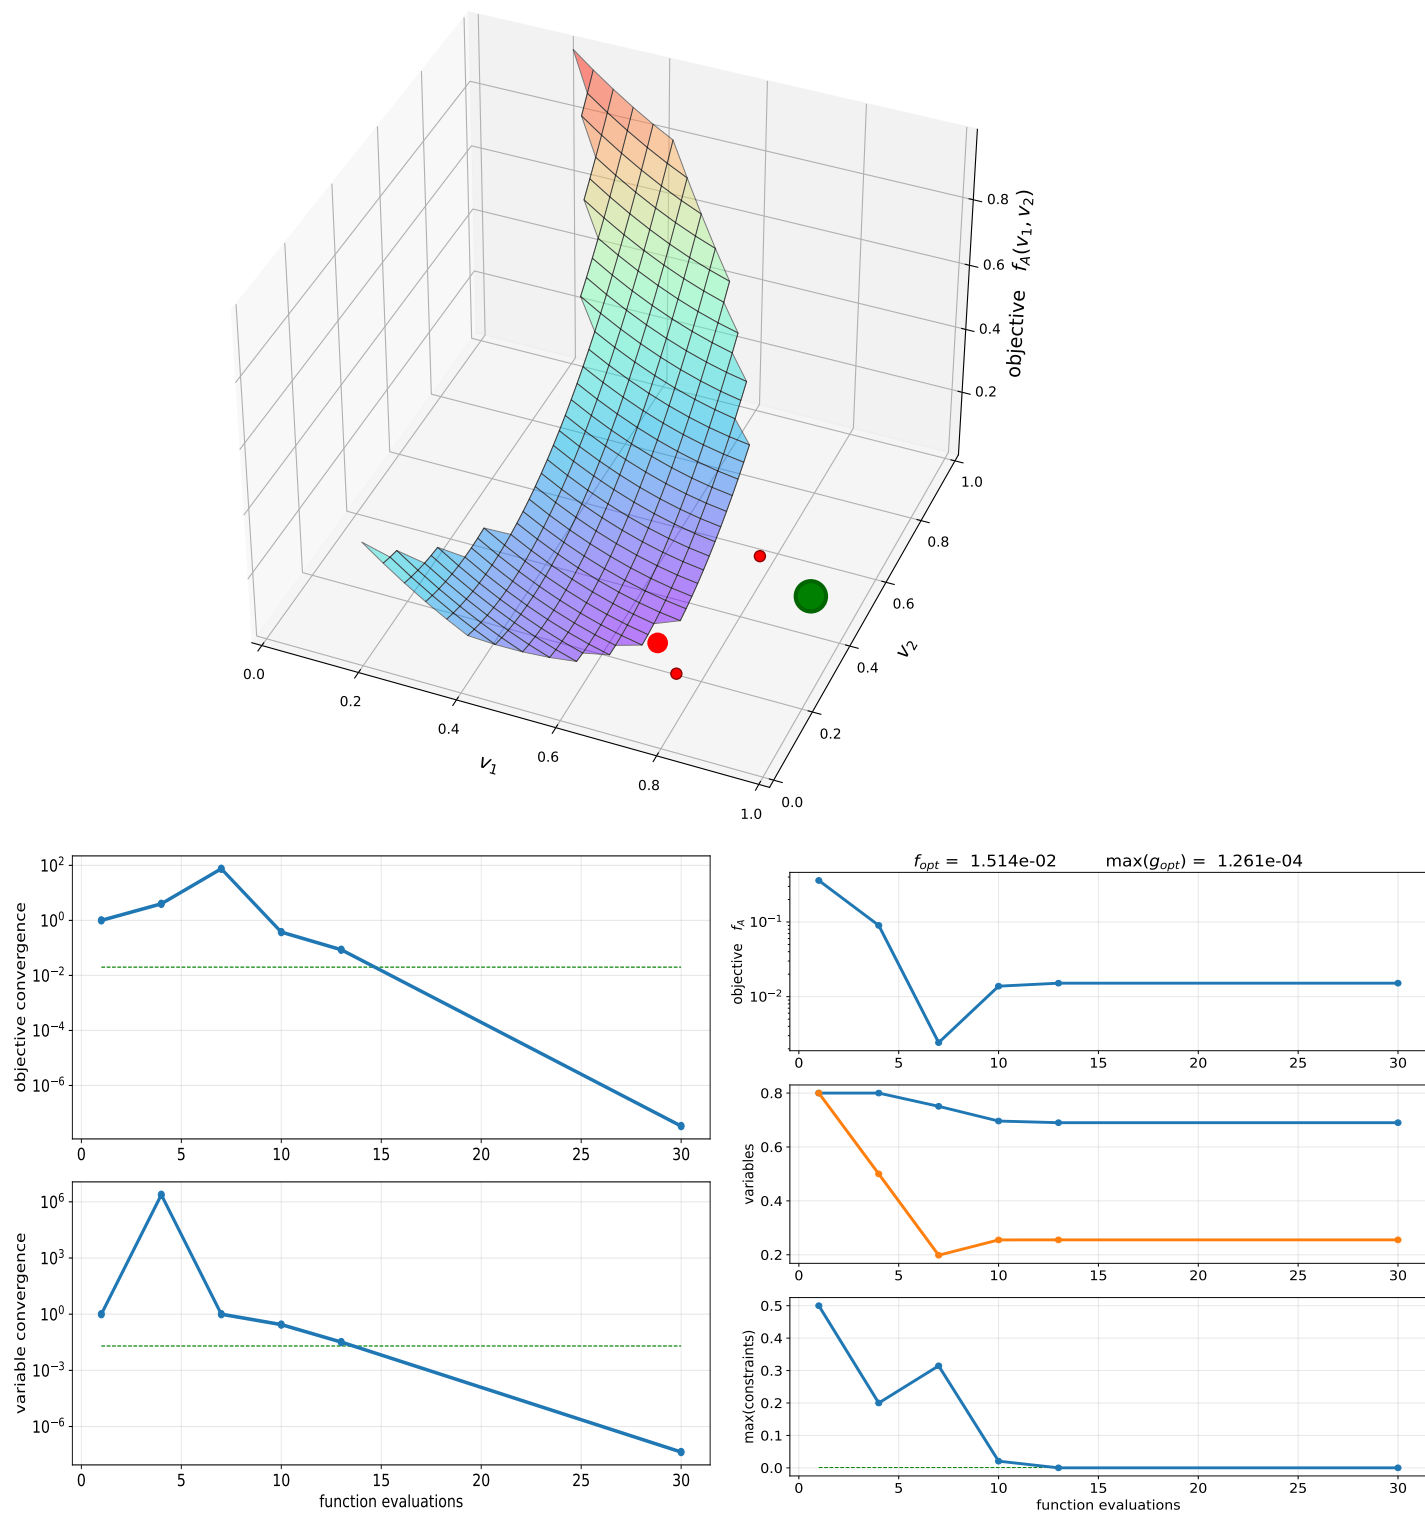 0.8
0.6
0.4
0.2
objective f_A(v_1, v_2)
1.0
0.8
0.6
0.4
0.2
0.0
v_2
0.0
0.2
0.4
0.6
0.8
1.0
v_1
10^2
10^0
10^−2
10^−4
10^−6
objective convergence
0 5 10 15 20 25 30
10^6
10^3
10^0
10^−3
10^−6
variable convergence
0 5 10 15 20 25 30
function evaluations
f_opt = 1.514e-02 max(g_opt) = 1.261e-04
10^−1
10^−2
objective f_A
0 5 10 15 20 25 30
0.8
0.6
0.4
0.2
variables
0 5 10 15 20 25 30
0.5
0.4
0.3
0.2
0.1
0.0
max(constraints)
0 5 10 15 20 25 30
function evaluations